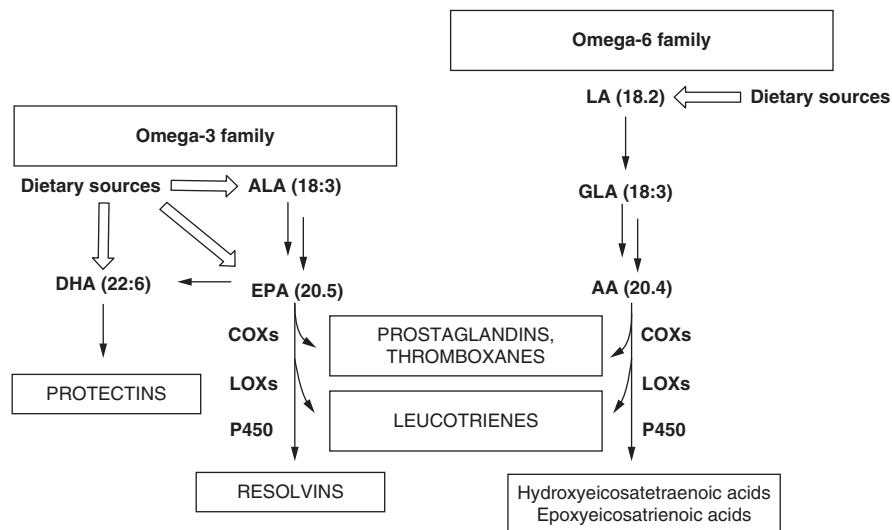 Omega-6 family
LA (18.2)
Dietary sources
Omega-3 family
Dietary sources
ALA (18:3)
GLA (18:3)
DHA (22:6)
EPA (20.5)
AA (20.4)
COXs
PROSTAGLANDINS,
THROMBOXANES
COXs
PROTECTINS
LOXs
LEUCOTRIENES
LOXs
P450
P450
RESOLVINS
Hydroxyeicosatetraenoic acids
Epoxyeicosatrienoic acids